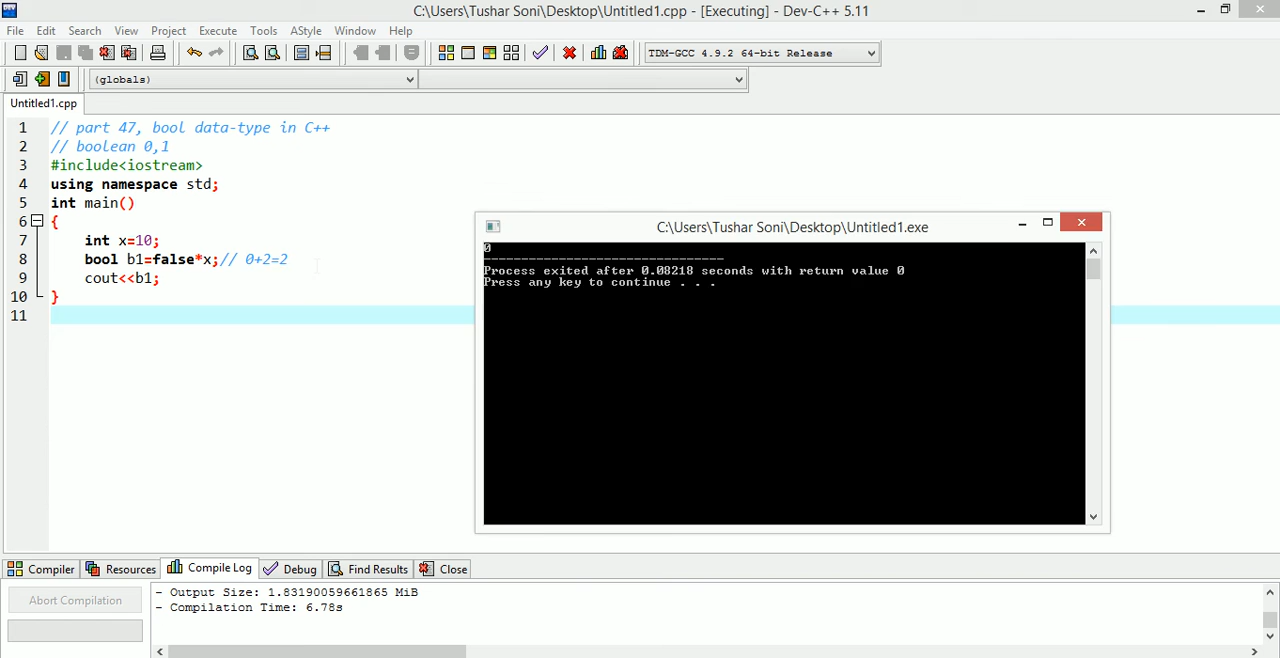 C:\Users\Tushar Soni\Desktop\Untitled1.cpp - [Executing] - Dev-C++ 5.11
File Edit Search View Project Execute Tools AStyle Window Help
TDM-GCC 4.9.2 64-bit Release
(globals)
Untitled1.cpp
1 // part 47, bool data-type in C++
2 // boolean 0,1
3 #include<iostream>
4 using namespace std;
5 int main()
6 {
7 int x=10;
8 bool b1=false*x;// 0+2=2
9 cout<<b1;
10 }
11
C:\Users\Tushar Soni\Desktop\Untitled1.exe
0
--------------------------------
Process exited after 0.08218 seconds with return value 0
Press any key to continue . . .
Compiler Resources Compile Log Debug Find Results Close
Abort Compilation
- Output Size: 1.83190059661865 MiB
- Compilation Time: 6.78s